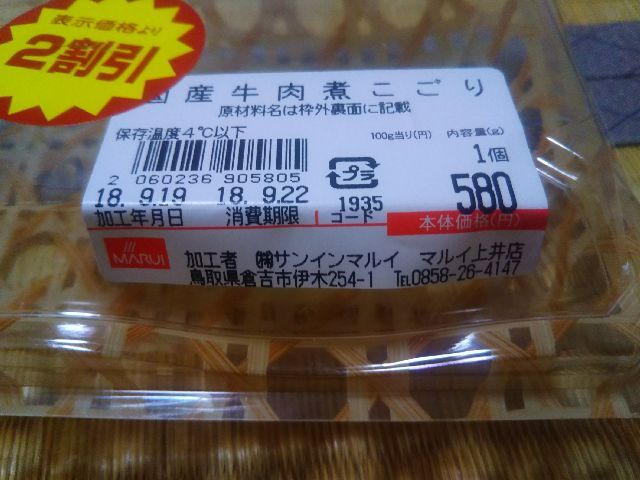 表示価格より
2割引
国産牛肉煮こごり
原材料名は枠外裏面に記載
保存温度4℃以下
100g当り(円) 内容量(g)
1個
2 060236 905805
プラ
18. 9.19 18. 9.22 1935 580
加工年月日 消費期限 コード 本体価格(円)
MARUI 加工者 ㈱サンインマルイ マルイ上井店
鳥取県倉吉市伊木254-1 TEL0858-26-4147